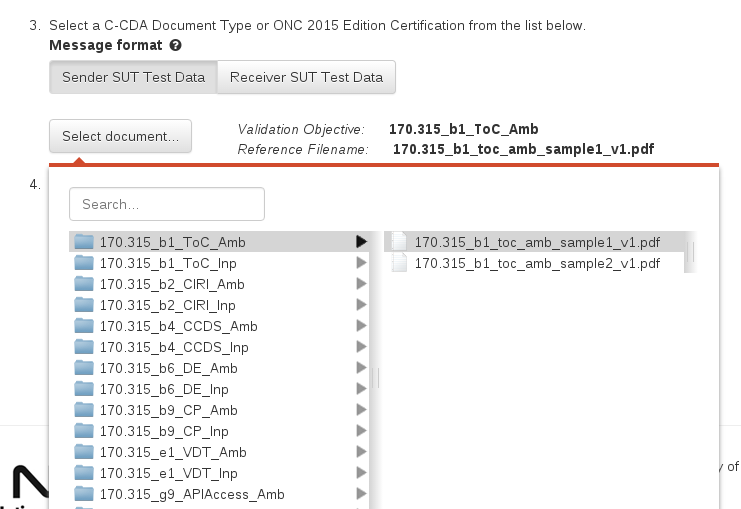 3. Select a C-CDA Document Type or ONC 2015 Edition Certification from the list below.
Message format ?
Sender SUT Test Data Receiver SUT Test Data
Select document... Validation Objective: 170.315_b1_ToC_Amb
Reference Filename: 170.315_b1_toc_amb_sample1_v1.pdf
4.
Search...
170.315_b1_ToC_Amb 170.315_b1_toc_amb_sample1_v1.pdf
170.315_b1_ToC_Inp 170.315_b1_toc_amb_sample2_v1.pdf
170.315_b2_CIRI_Amb
170.315_b2_CIRI_Inp
170.315_b4_CCDS_Amb
170.315_b4_CCDS_Inp
170.315_b6_DE_Amb
170.315_b6_DE_Inp
170.315_b9_CP_Amb
170.315_b9_CP_Inp
170.315_e1_VDT_Amb
170.315_e1_VDT_Inp
of
170.315_g9_APIAccess_Amb